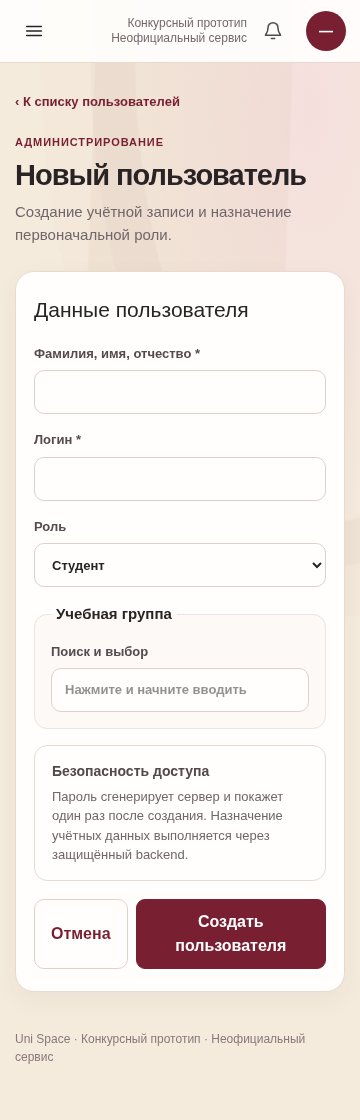 Конкурсный прототип
Неофициальный сервис
—
‹ К списку пользователей
АДМИНИСТРИРОВАНИЕ
Новый пользователь
Создание учётной записи и назначение
первоначальной роли.
Данные пользователя
Фамилия, имя, отчество *
Логин *
Роль
Студент
Учебная группа
Поиск и выбор
Нажмите и начните вводить
Безопасность доступа
Пароль сгенерирует сервер и покажет
один раз после создания. Назначение
учётных данных выполняется через
защищённый backend.
Отмена
Создать
пользователя
Uni Space · Конкурсный прототип · Неофициальный
сервис